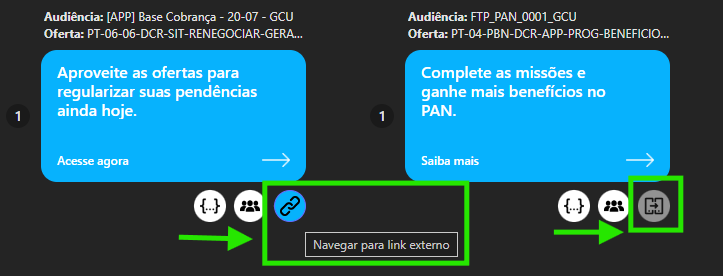 Audiência: [APP] Base Cobrança - 20-07 - GCU
Oferta: PT-06-06-DCR-SIT-RENEGOCIAR-GERA...
1
Aproveite as ofertas para
regularizar suas pendências
ainda hoje.
Acesse agora
{...}
Navegar para link externo
Audiência: FTP_PAN_0001_GCU
Oferta: PT-04-PBN-DCR-APP-PROG-BENEFICIO...
1
Complete as missões e
ganhe mais benefícios no
PAN.
Saiba mais
{...}